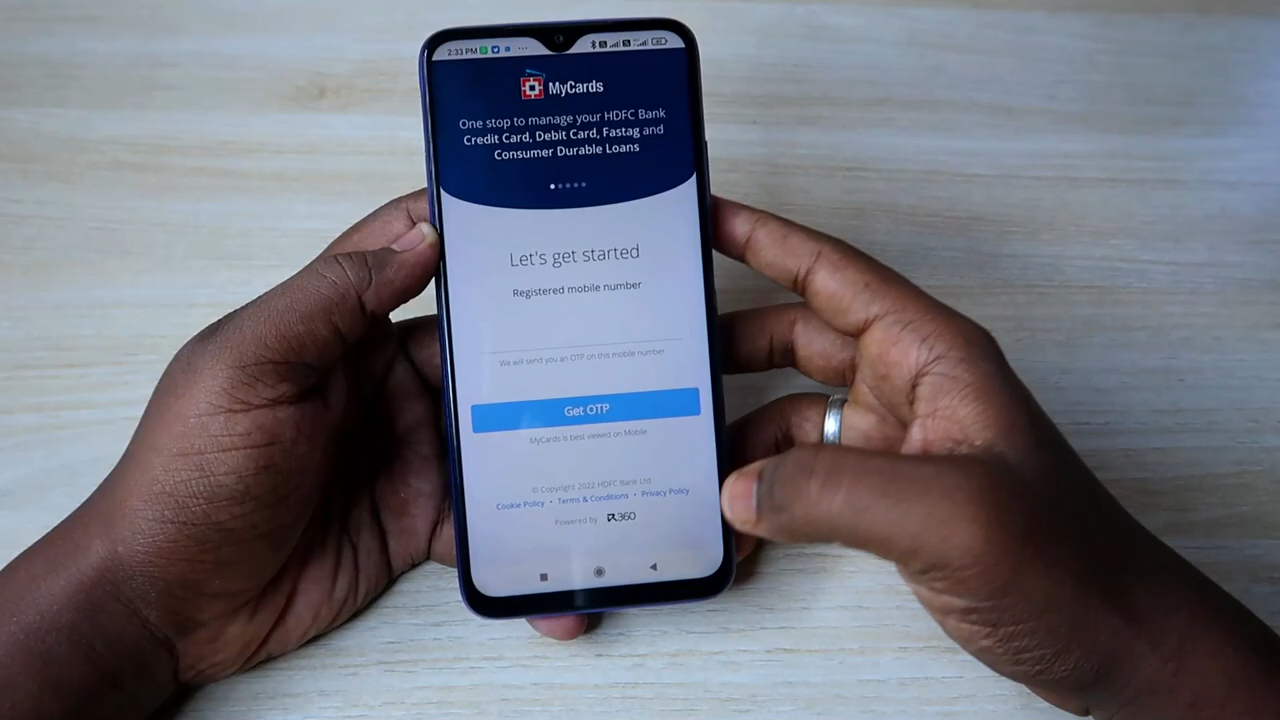 2:33 PM
MyCards
One stop to manage your HDFC Bank
Credit Card, Debit Card, Fastag and
Consumer Durable Loans
Let's get started
Registered mobile number
We will send you an OTP on this mobile number
Get OTP
MyCards is best viewed on Mobile
© Copyright 2022 HDFC Bank Ltd.
Cookie Policy • Terms & Conditions • Privacy Policy
Powered by 360